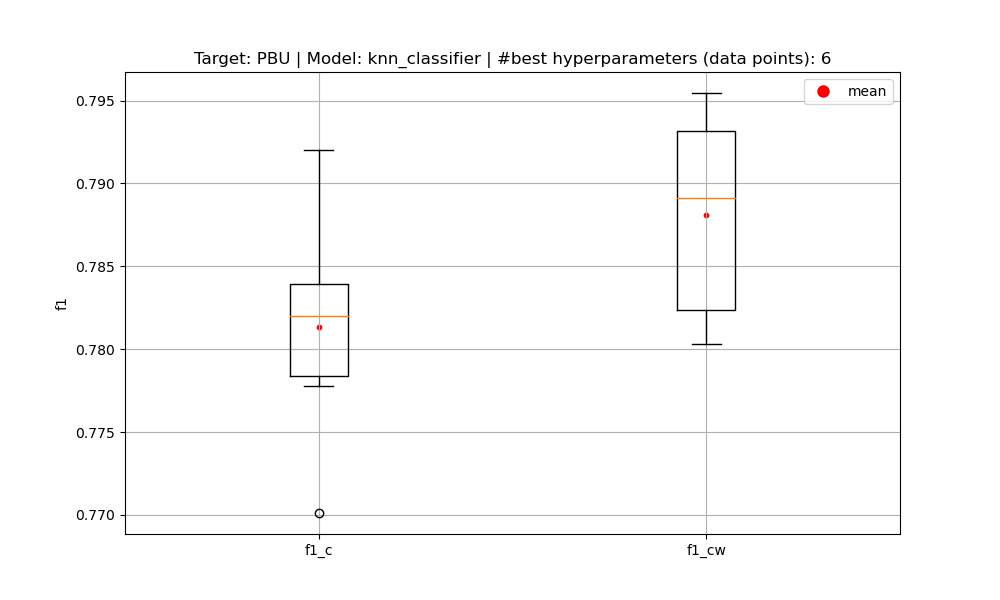 Target: PBU | Model: knn_classifier | #best hyperparameters (data points): 6
mean
0.795
0.790
0.785
0.780
0.775
0.770
f1
f1_c
f1_cw